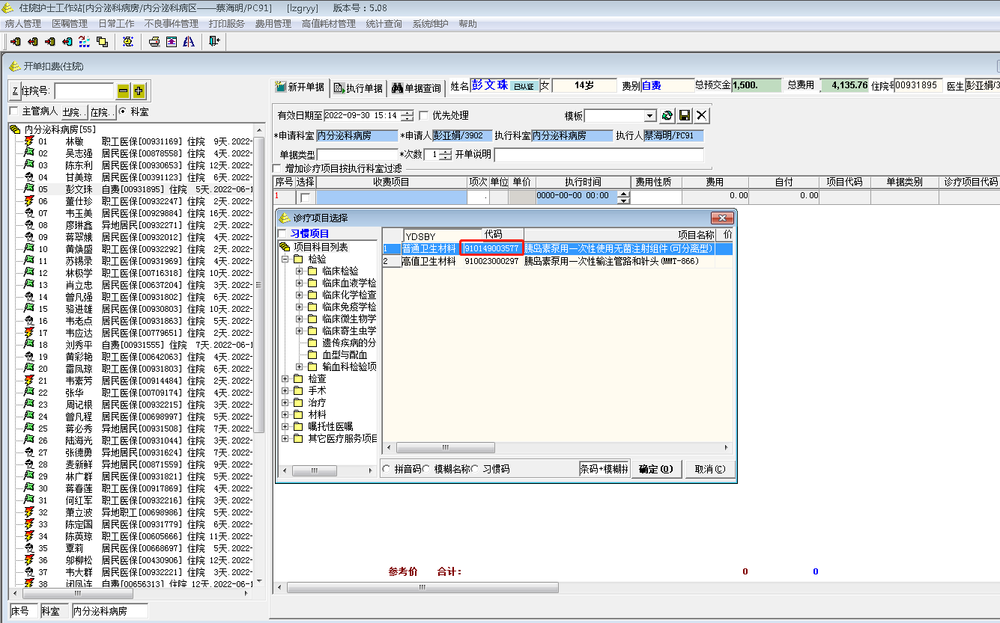 住院护士工作站[内分泌科病房/内分泌科病区——蔡海明/PC91] [lzgryy] 版本号：5.08
病人管理 医嘱管理 日常工作 不良事件管理 打印服务 费用管理 高值耗材管理 统计查询 系统维护 帮助
开单扣费(住院)
Z 住院号:
主管病人 出院.. 在院.. 科室
内分泌科病房[55]
01 林敏 职工医保[00931169] 住院 9天.2022-
02 吴志强 居民医保[00878558] 住院 4天.2022-
03 陈东利 居民医保[00930653] 住院 12天.2022-
04 甘美琼 居民医保[00391123] 住院 6天.2022-
05 彭文珠 自费[00931895] 住院 5天.2022-06-1
06 董仕珍 职工医保[00932247] 住院 2天.2022-
07 韦玉美 居民医保[00929884] 住院 16天.2022-
08 廖琳鑫 异地居民[00932271] 住院 2天.2022-
09 蒋翠娥 居民医保[00932012] 住院 4天.2022-
10 黄焕盛 居民医保[00932292] 住院 2天.2022-
11 苏锡录 职工医保[00931969] 住院 4天.2022-
12 林极学 职工医保[00716318] 住院 10天.2022-
13 肖立忠 居民医保[00637204] 住院 3天.2022-
14 曾凡强 居民医保[00931802] 住院 6天.2022-
15 骆进雄 居民医保[00930803] 住院 10天.2022-
16 韦老点 居民医保[00931863] 住院 5天.2022-
17 韦应达 居民医保[00779651] 住院 2天.2022-
18 刘秀平 自费[00931555] 住院 7天.2022-06-1
19 黄彩艳 职工医保[00642063] 住院 4天.2022-
20 雷凤琼 职工医保[00931803] 住院 6天.2022-
21 韦素芳 居民医保[00914484] 住院 2天.2022-
22 张华 职工医保[00709174] 住院 4天.2022-
23 周记根 职工医保[00932215] 住院 3天.2022-
24 曾凡程 居民医保[00698997] 住院 5天.2022-
25 蒋必秀 异地居民[00931508] 住院 7天.2022-
26 陆海光 职工医保[00931044] 住院 3天.2022-
27 张德勇 异地居民[00931624] 住院 7天.2022-
28 麦新鲜 异地居民[00871559] 住院 9天.2022-
29 林广群 异地居民[00931821] 住院 5天.2022-
30 蒋春莲 职工医保[00917869] 住院 4天.2022-
31 何红军 职工医保[00932216] 住院 3天.2022-
32 萧立波 异地职工[00698986] 住院 5天.2022-
33 陈定国 居民医保[00931779] 住院 6天.2022-
34 陈英琼 职工医保[00605666] 住院 11天.2022-
35 覃莉 居民医保[00668697] 住院 5天.2022-
36 邬柳松 居民医保[00430906] 住院 12天.2022-
37 韦大群 居民医保[00932221] 住院 3天.2022-
38 闭凤连 自费[00656313] 住院 12天.2022-06-1
床号 科室 内分泌科病房
新开单据 执行单据 单据查询 姓名 彭文珠 已认证 女 14岁 费别 自费 总预交金 1,500. 总费用 4,135.76 住院号 00931895 医生 彭亚娟/3
有效日期至 2022-09-30 15:14 优先处理 模板
*申请科室 内分泌科病房 *申请人 彭亚娟/3902 执行科室 内分泌科病房 执行人 蔡海明/PC91
单据类型 *次数 1 开单说明
增加诊疗项目按执行科室过滤
序号 选择 收费项目 项次 单位 单价 执行时间 费用性质 费用 自付 项目代码 单据类别 诊疗项目代码
1 . 0000-00-00 00:00 0.00 0.00
诊疗项目选择
习惯项目
项目科目列表
检验
临床检验
临床血液学检
临床化学检查
临床免疫学检
临床微生物学
临床寄生虫学
遗传疾病的分
血型与配血
输血科检验项
检查
手术
治疗
材料
嘱托性医嘱
其它医疗服务项目
YDSBY 代码 项目名称 价
1 普通卫生材料 910149003577 胰岛素泵用一次性使用无菌注射组件(可分离型)
2 高值卫生材料 910023000297 胰岛素泵用一次性输注管路和针头(MMT-866)
拼音码 模糊名称 习惯码 条码+模糊拼 确定(O) 取消(C)
参考价 合计： 0 0